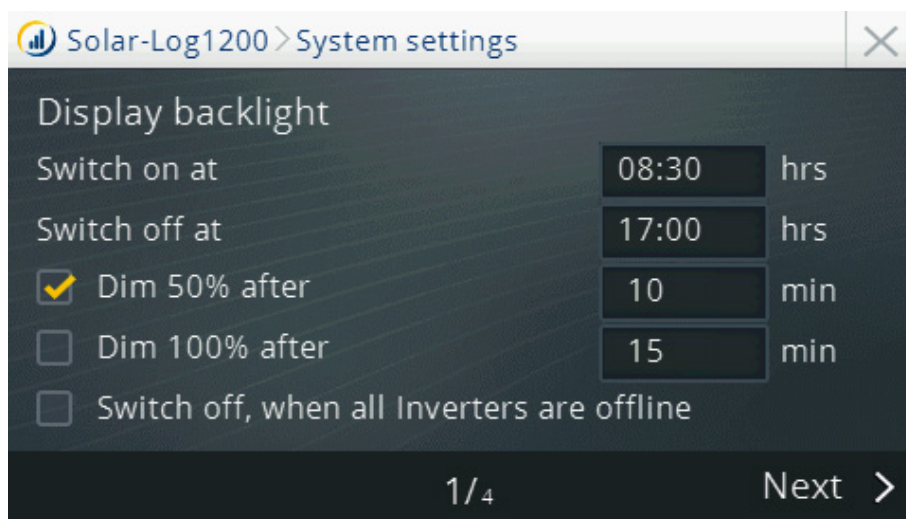 Solar-Log1200 > System settings
Display backlight
Switch on at 08:30 hrs
Switch off at 17:00 hrs
Dim 50% after 10 min
Dim 100% after 15 min
Switch off, when all Inverters are offline
1/4 Next >